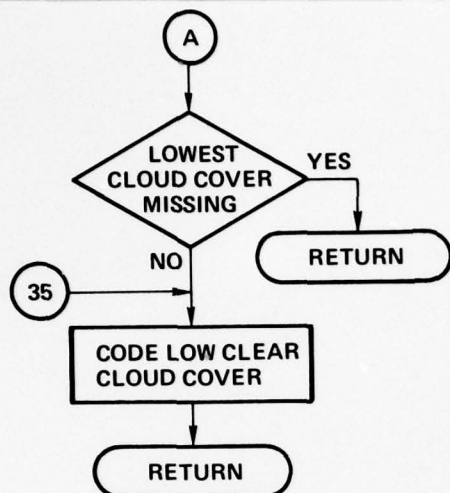 A
LOWEST
CLOUD COVER
MISSING
YES
RETURN
NO
35
CODE LOW CLEAR
CLOUD COVER
RETURN